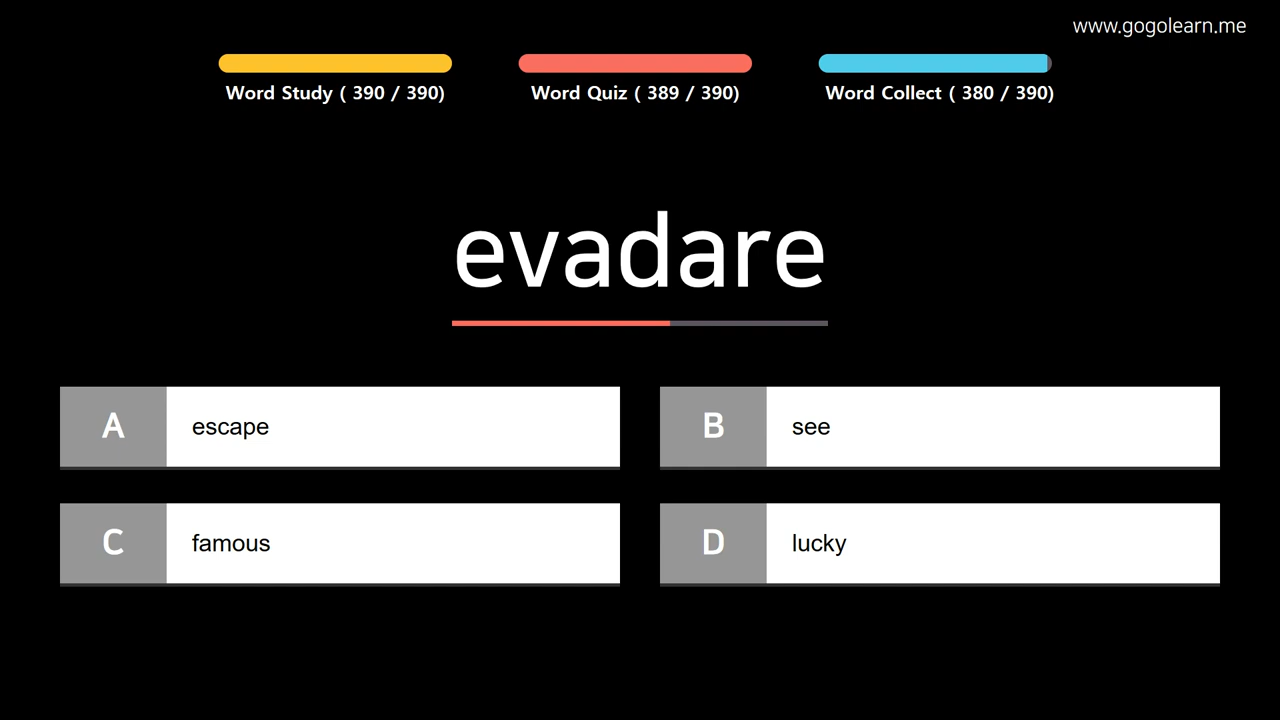 www.gogolearn.me
Word Study ( 390 / 390)
Word Quiz ( 389 / 390)
Word Collect ( 380 / 390)
evadare
A escape
B see
C famous
D lucky